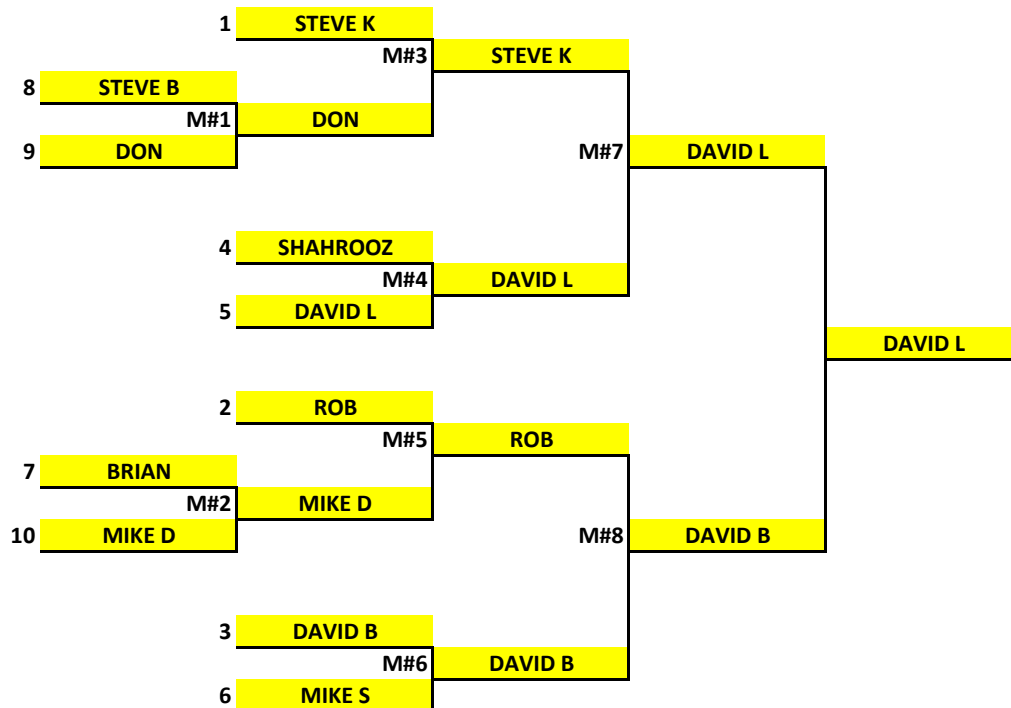 1 STEVE K
M#3 STEVE K
8 STEVE B
M#1 DON
9 DON
M#7 DAVID L
4 SHAHROOZ
M#4 DAVID L
5 DAVID L
DAVID L
2 ROB
M#5 ROB
7 BRIAN
M#2 MIKE D
10 MIKE D
M#8 DAVID B
3 DAVID B
M#6 DAVID B
6 MIKE S